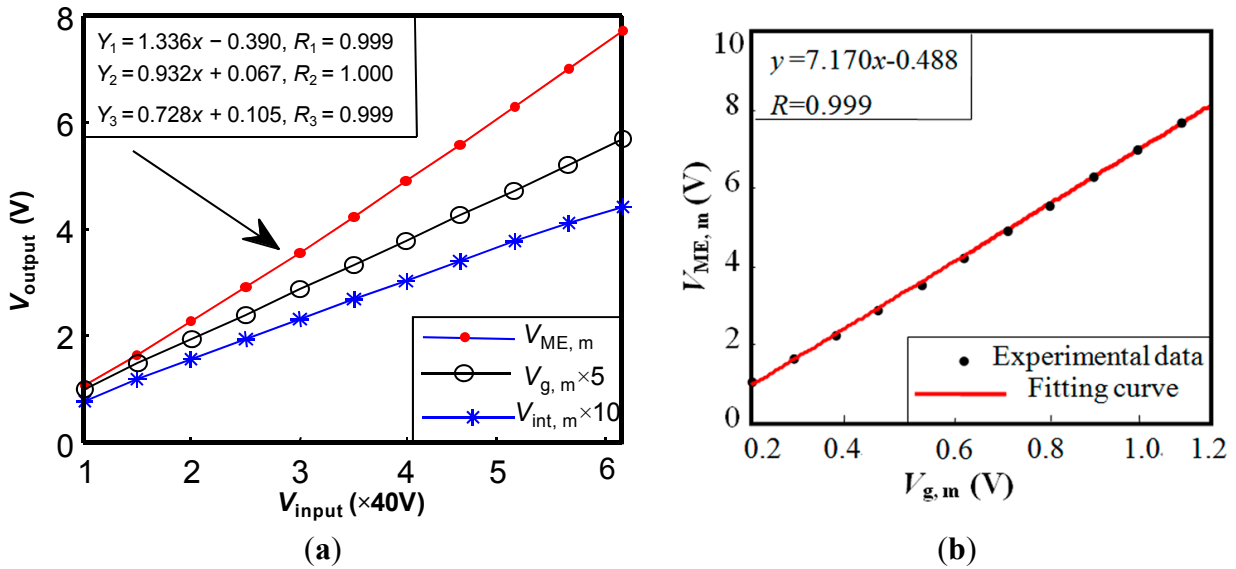 8
6
4
2
0
Y1 = 1.336x − 0.390, R1 = 0.999
Y2 = 0.932x + 0.067, R2 = 1.000
Y3 = 0.728x + 0.105, R3 = 0.999
Voutput (V)
VME, m
Vg, m×5
Vint, m×10
1 2 3 4 5 6
Vinput (×40V)
(a)
10
8
6
4
2
0
y =7.170x-0.488
R=0.999
VME, m (V)
Experimental data
Fitting curve
0.2 0.4 0.6 0.8 1.0 1.2
Vg, m (V)
(b)